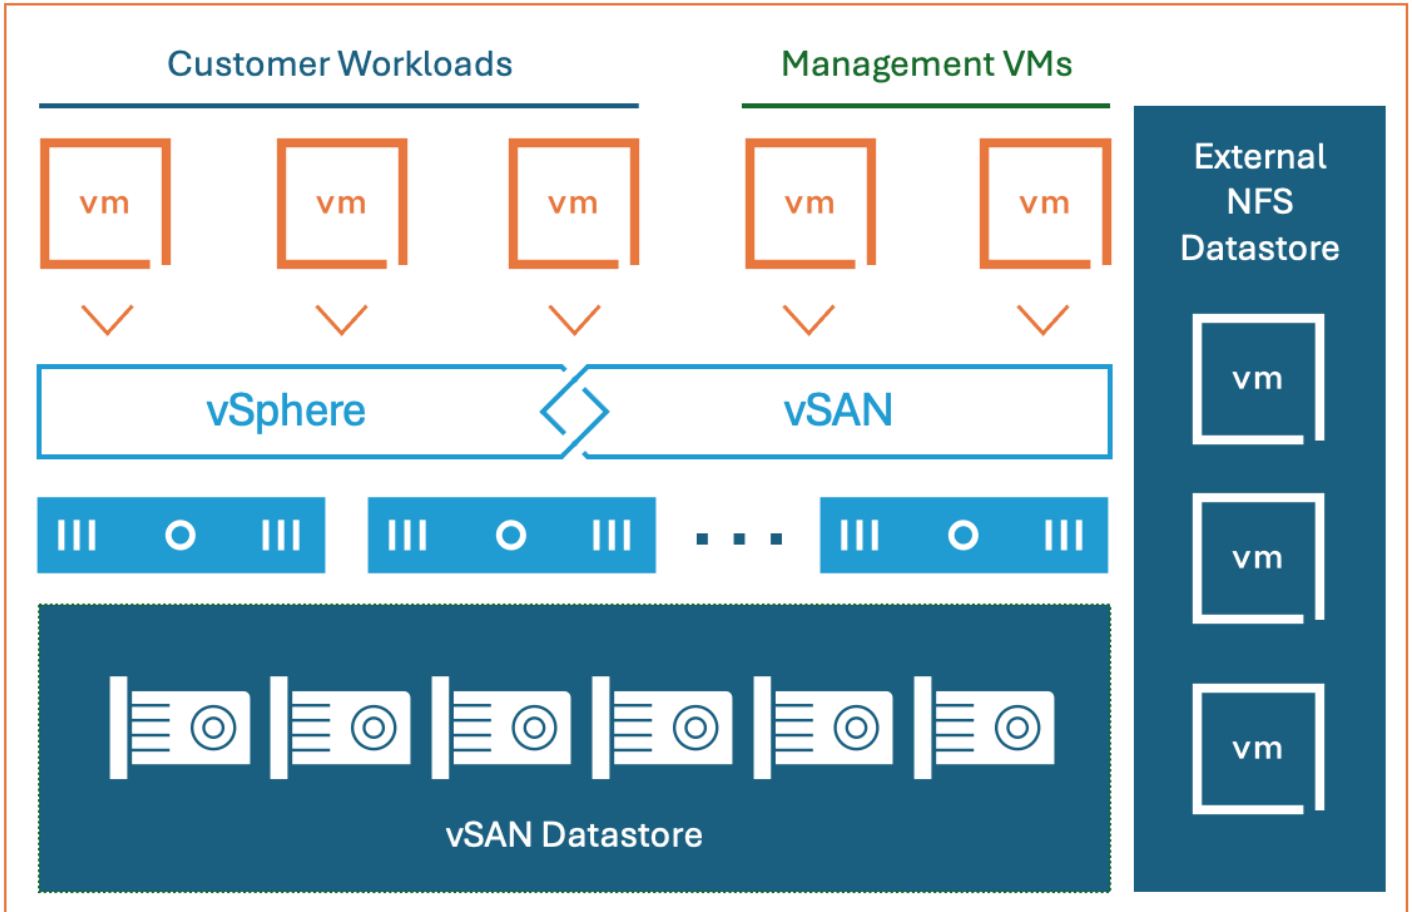 Customer Workloads
Management VMs
vm
vm
vm
vm
vm
External
NFS
Datastore
vSphere
vSAN
vm
vm
vm
vSAN Datastore